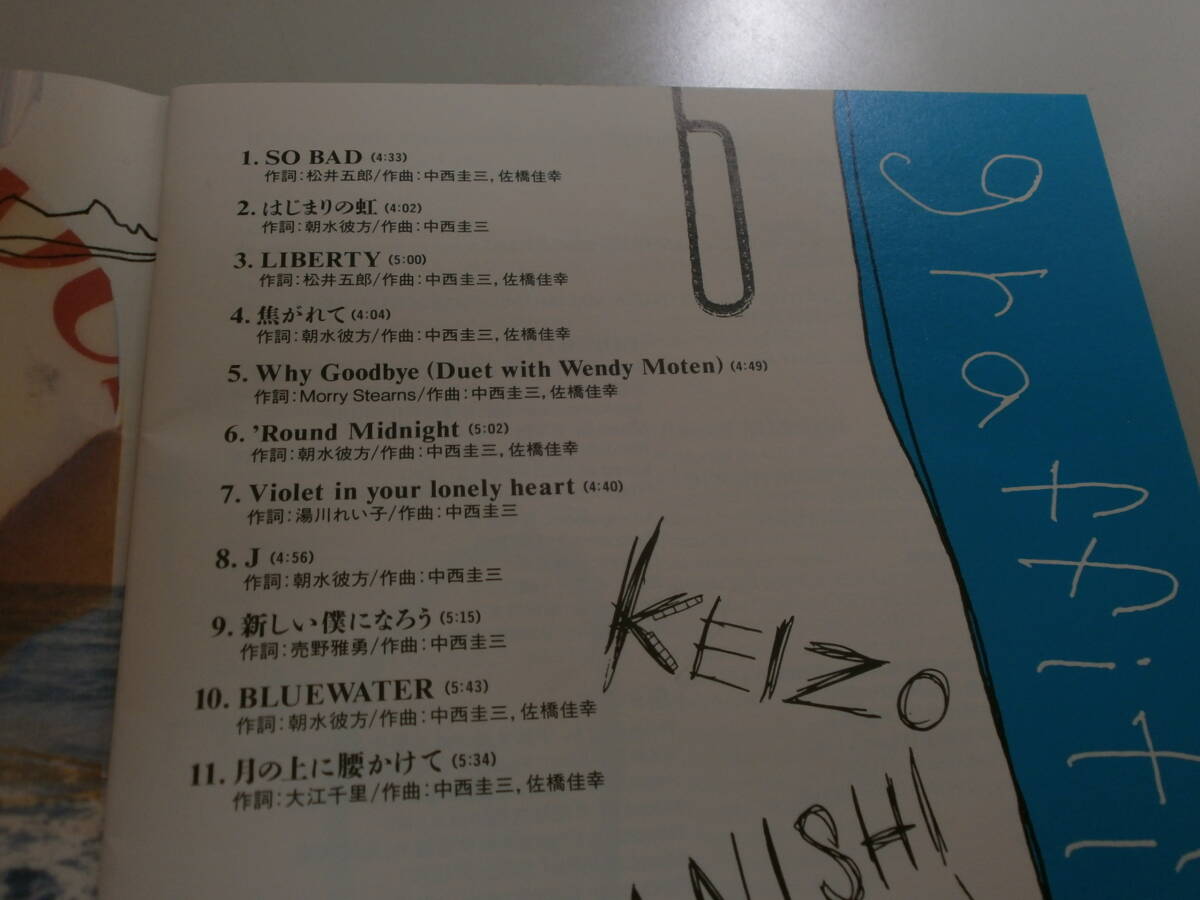 1. SO BAD (4:33)
作詞:松井五郎/作曲:中西圭三, 佐橋佳幸
2. はじまりの虹 (4:02)
作詞:朝水彼方/作曲:中西圭三
3. LIBERTY (5:00)
作詞:松井五郎/作曲:中西圭三, 佐橋佳幸
4. 焦がれて (4:04)
作詞:朝水彼方/作曲:中西圭三, 佐橋佳幸
5. Why Goodbye (Duet with Wendy Moten) (4:49)
作詞:Morry Stearns/作曲:中西圭三, 佐橋佳幸
6. ’Round Midnight (5:02)
作詞:朝水彼方/作曲:中西圭三, 佐橋佳幸
7. Violet in your lonely heart (4:40)
作詞:湯川れい子/作曲:中西圭三
8. J (4:56)
作詞:朝水彼方/作曲:中西圭三
9. 新しい僕になろう (5:15)
作詞:売野雅勇/作曲:中西圭三
10. BLUEWATER (5:43)
作詞:朝水彼方/作曲:中西圭三, 佐橋佳幸
11. 月の上に腰かけて (5:34)
作詞:大江千里/作曲:中西圭三, 佐橋佳幸
KEIZO
ANISHI
graffiti